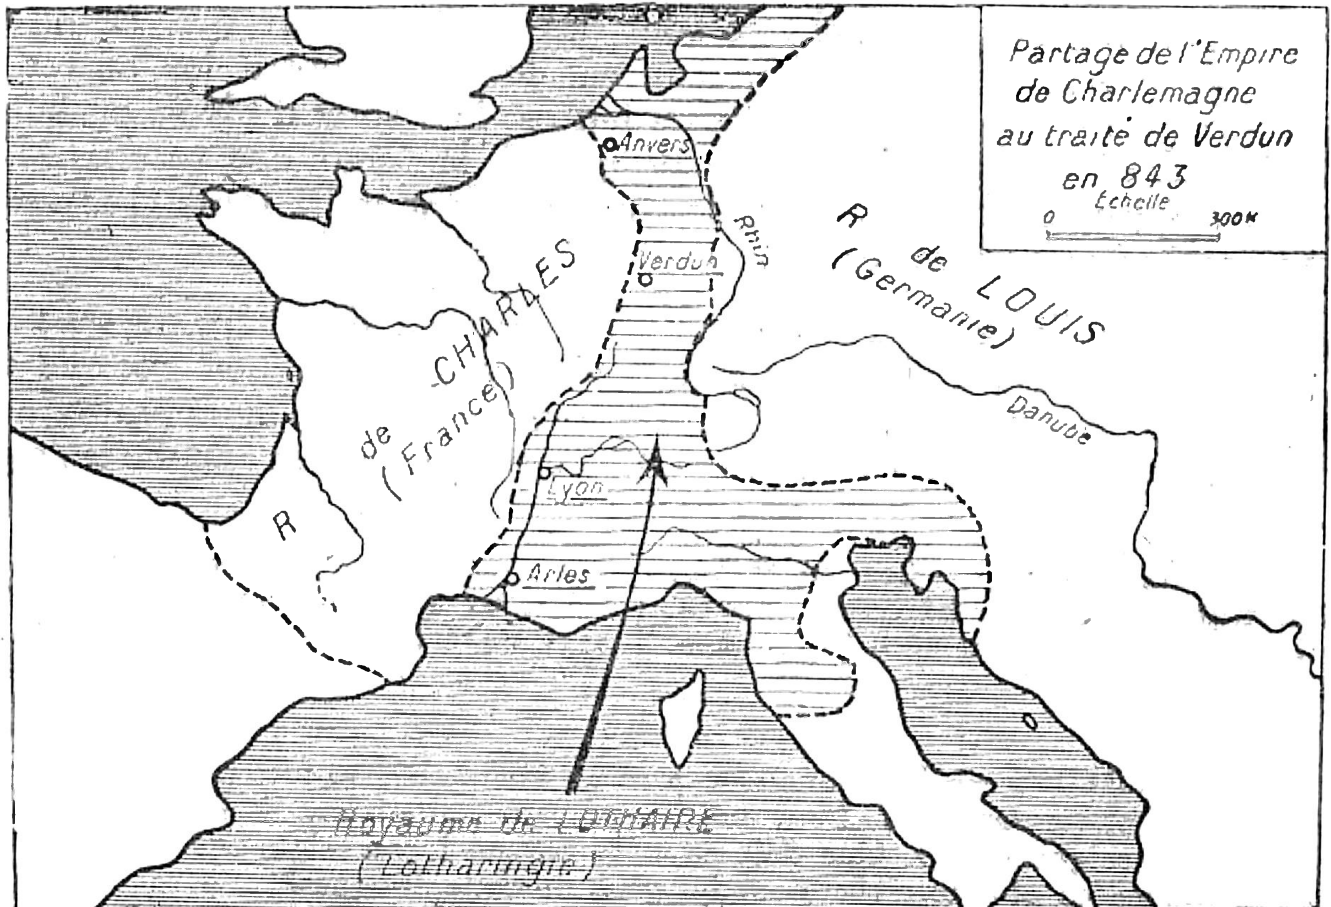 Partage de l'Empire
de Charlemagne
au traité de Verdun
en 843
Echelle
0 300K
Anvers
Rhin
Verdun
R de LOUIS
(Germanie)
R de CHARLES
(France)
Danube
Lyon
Arles
Royaume de LOTHAIRE
(Lotharingie)